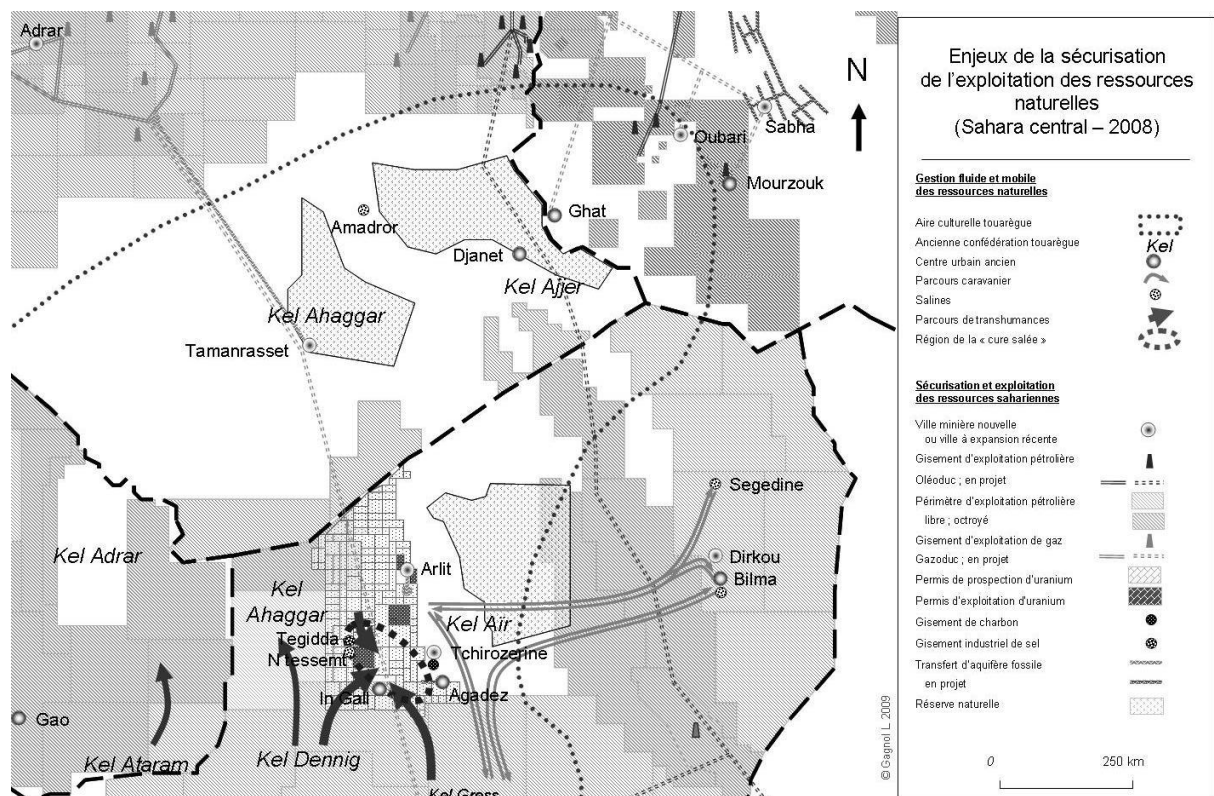 Adrar
Sabha
Oubari
Mourzouk
Amadror
Ghat
Djanet
Kel Ajjer
Kel Ahaggar
Tamanrasset
Segedine
Kel Adrar
Dirkou
Arlit
Bilma
Kel
Ahaggar
Kel Aïr
Tegidda
N'tessemt
Tchirozerine
In Gall
Agadez
Gao
Kel Ataram
Kel Dennig
Kel Gress
© Gagnol L 2009
N
Enjeux de la sécurisation
de l'exploitation des ressources
naturelles
(Sahara central – 2008)
Gestion fluide et mobile
des ressources naturelles
Aire culturelle touarègue
Ancienne confédération touarègue Kel
Centre urbain ancien
Parcours caravanier
Salines
Parcours de transhumances
Région de la « cure salée »
Sécurisation et exploitation
des ressources sahariennes
Ville minière nouvelle
ou ville à expansion récente
Gisement d'exploitation pétrolière
Oléoduc ; en projet
Périmètre d'exploitation pétrolière
libre ; octroyé
Gisement d'exploitation de gaz
Gazoduc ; en projet
Permis de prospection d'uranium
Permis d'exploitation d'uranium
Gisement de charbon
Gisement industriel de sel
Transfert d'aquifère fossile
en projet
Réserve naturelle
0 250 km